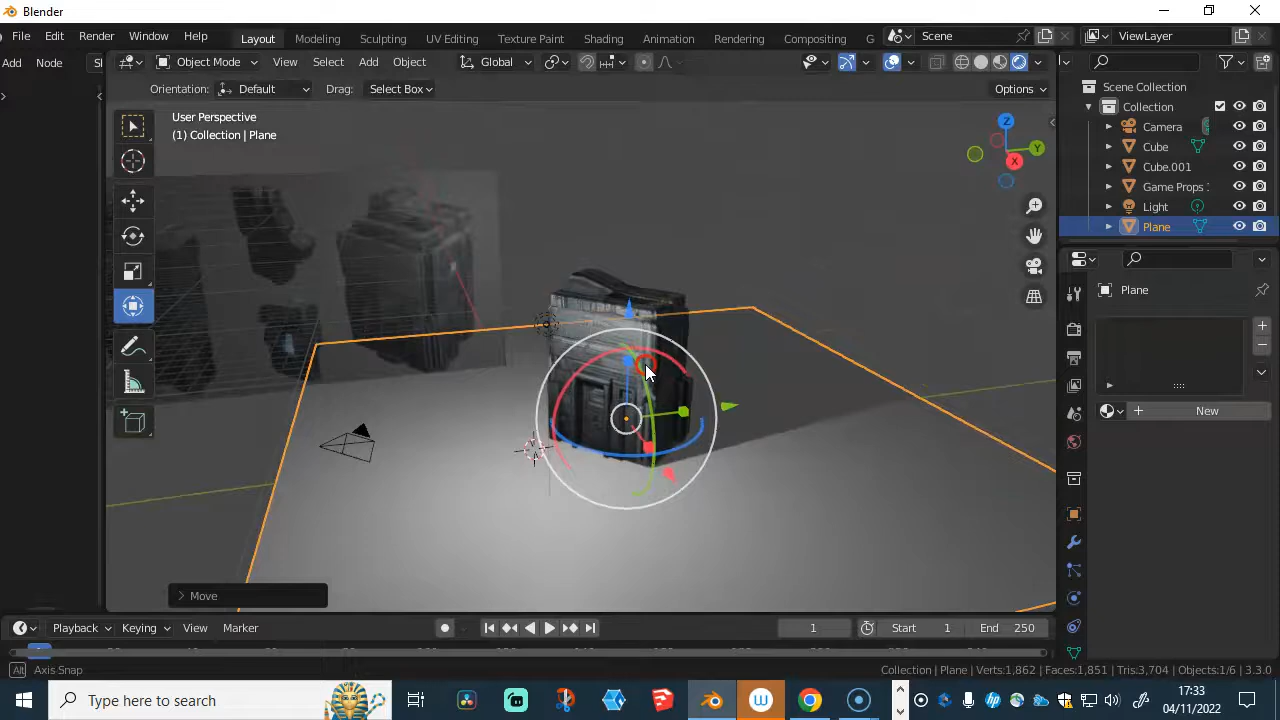 Blender
File Edit Render Window Help
Layout Modeling Sculpting UV Editing Texture Paint Shading Animation Rendering Compositing G
Scene
ViewLayer
Add Node Sl
Object Mode
View Select Add Object
Global
Orientation: Default Drag: Select Box
Options
User Perspective
(1) Collection | Plane
Z
Y
X
Scene Collection
Collection
Camera
Cube
Cube.001
Game Props :
Light
Plane
Plane
New
Move
Playback Keying View Marker
1
Start 1 End 250
Alt Axis Snap
Collection | Plane | Verts:1,862 | Faces:1,851 | Tris:3,704 | Objects:1/6 | 3.3.0
Type here to search
17:33
04/11/2022